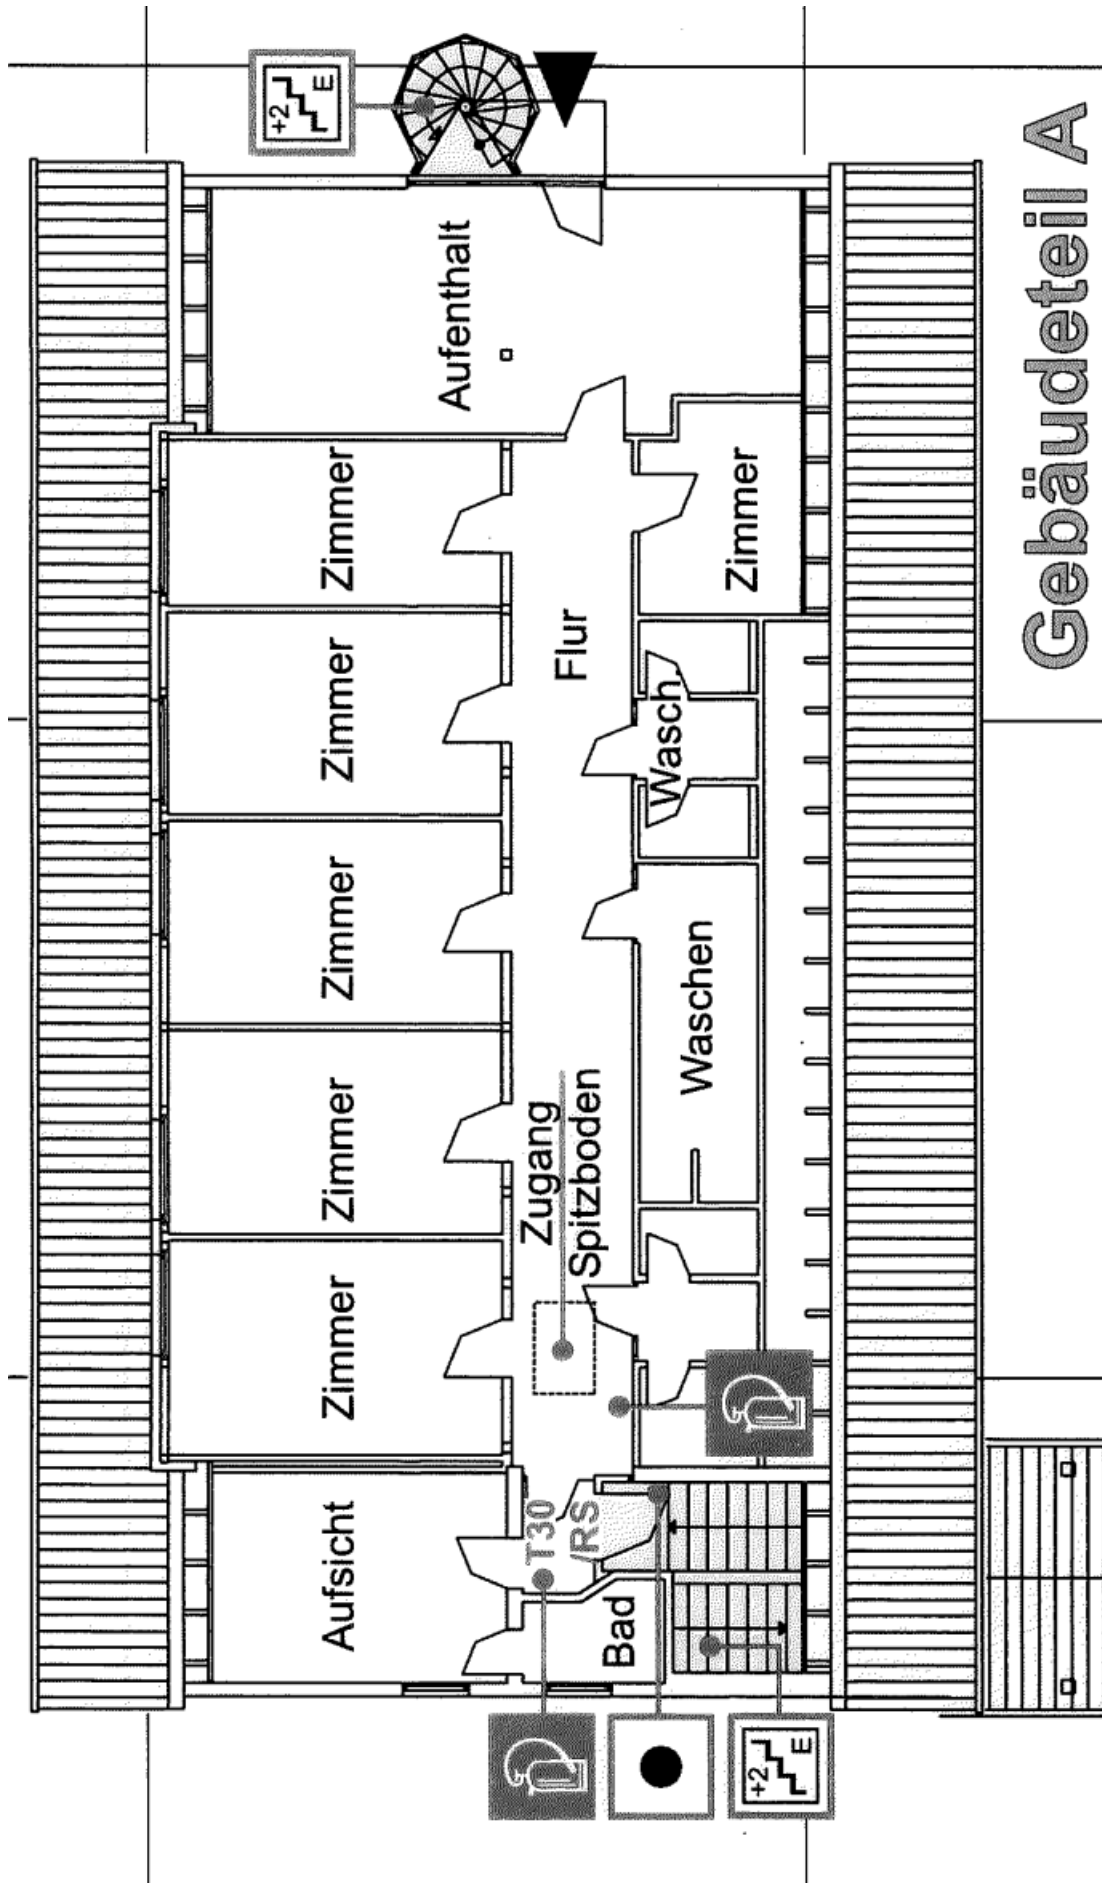 +2
E
Aufenthalt
Zimmer
Zimmer
Zimmer
Zimmer
Zimmer
Zimmer
Flur
Wasch.
Waschen
Zugang
Spitzboden
Aufsicht
T30
/RS
Bad
+2
E
Gebäudeteil A